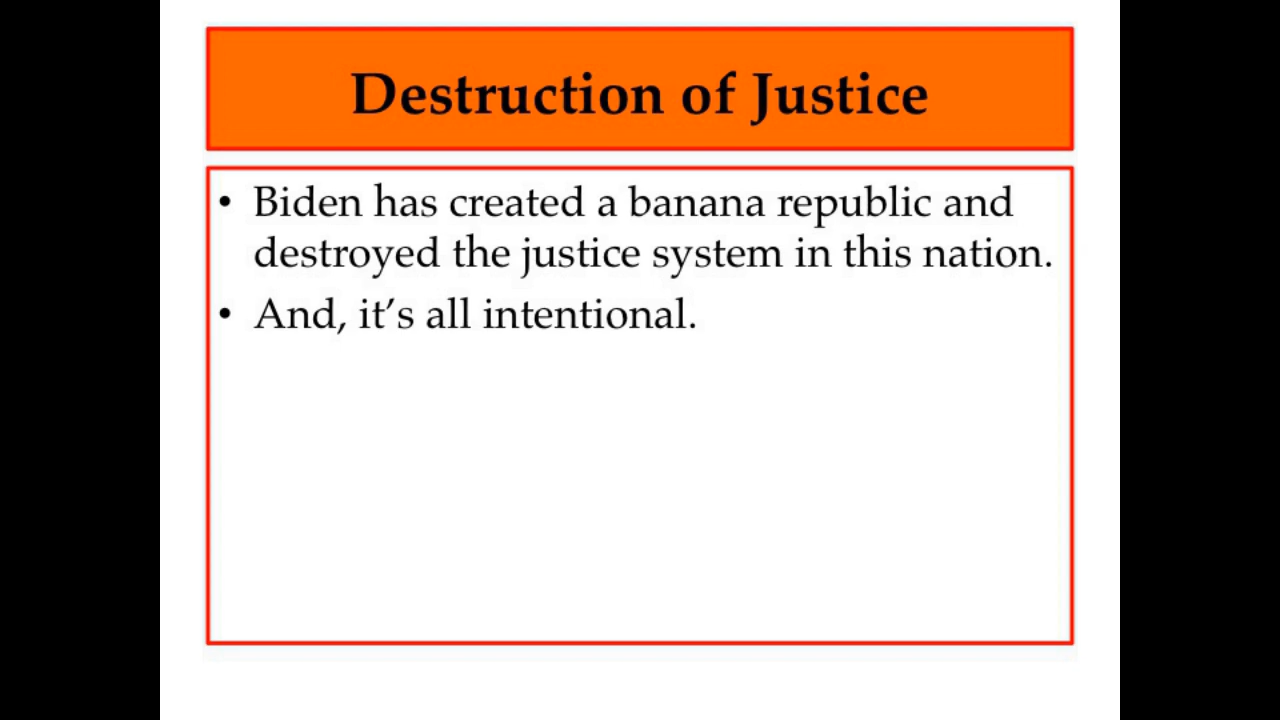 Destruction of Justice
• Biden has created a banana republic and
destroyed the justice system in this nation.
• And, it’s all intentional.